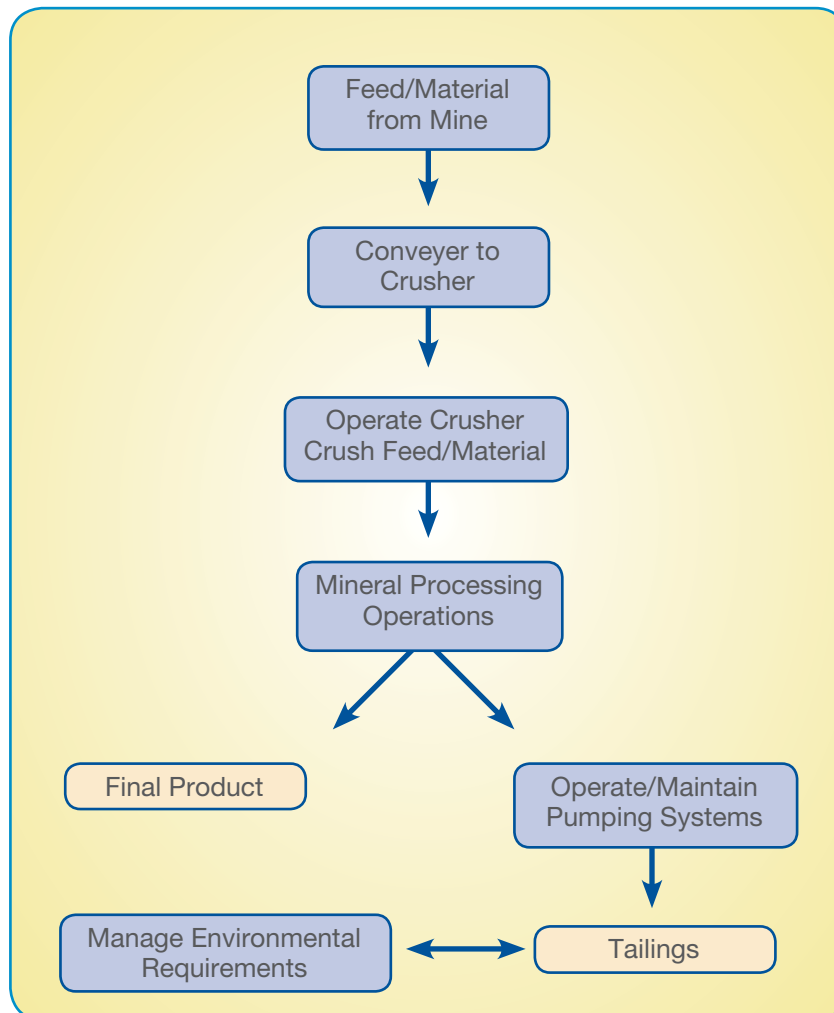 Feed/Material
from Mine
Conveyer to
Crusher
Operate Crusher
Crush Feed/Material
Mineral Processing
Operations
Final Product
Operate/Maintain
Pumping Systems
Manage Environmental
Requirements
Tailings